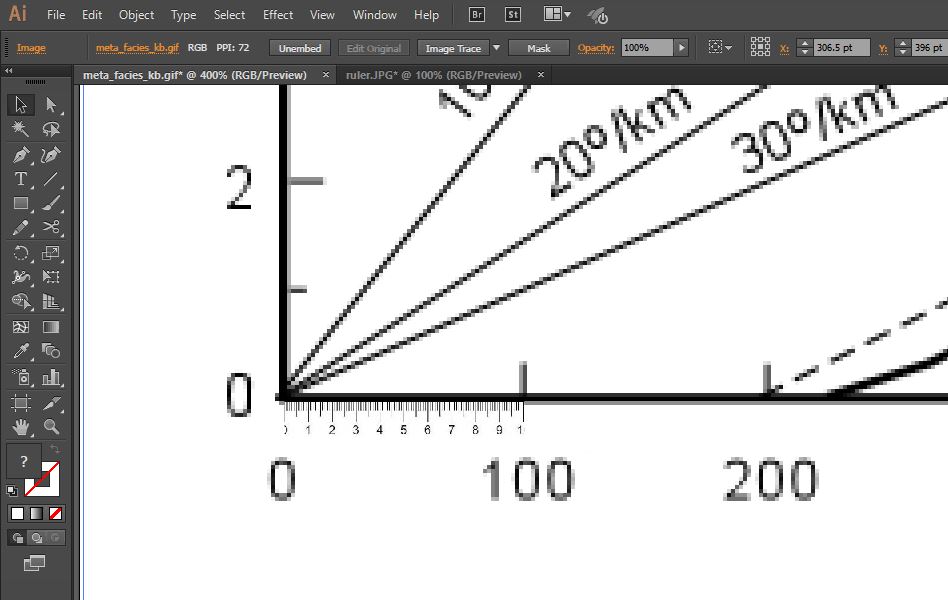 Ai File Edit Object Type Select Effect View Window Help Br St
Image meta_facies_kb.gif RGB PPI: 72 Unembed Edit Original Image Trace Mask Opacity: 100% X: 306.5 pt Y: 396 pt
meta_facies_kb.gif* @ 400% (RGB/Preview) × ruler.JPG* @ 100% (RGB/Preview) ×
10
20º/km
30º/km
2
0
0 1 2 3 4 5 6 7 8 9 1
0 100 200
?